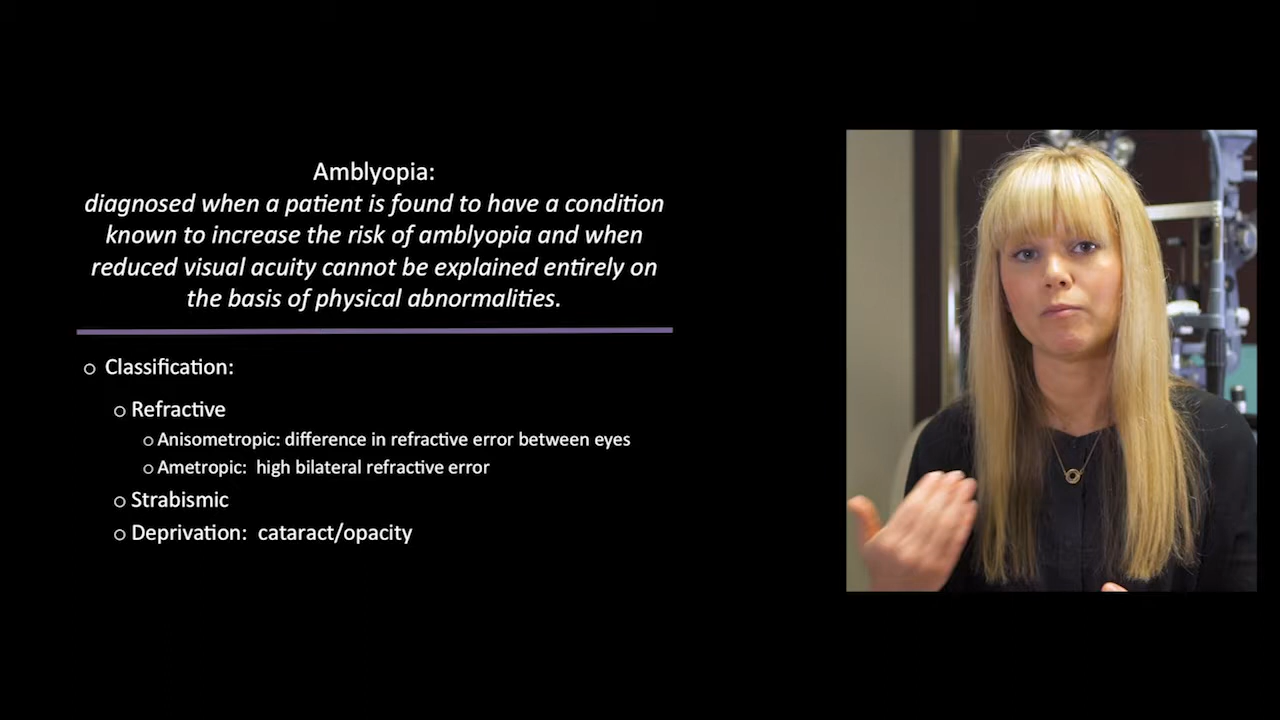 Amblyopia:
diagnosed when a patient is found to have a condition
known to increase the risk of amblyopia and when
reduced visual acuity cannot be explained entirely on
the basis of physical abnormalities.
Classification:
Refractive
Anisometropic: difference in refractive error between eyes
Ametropic: high bilateral refractive error
Strabismic
Deprivation: cataract/opacity